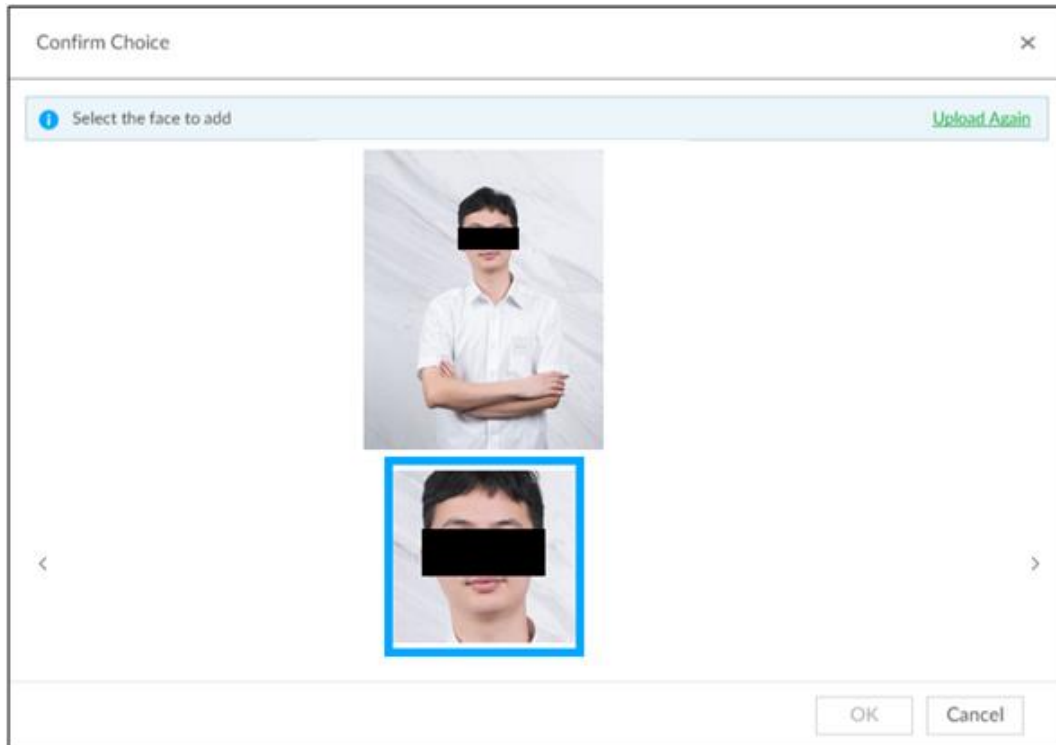 Confirm Choice
Select the face to add
Upload Again
OK
Cancel